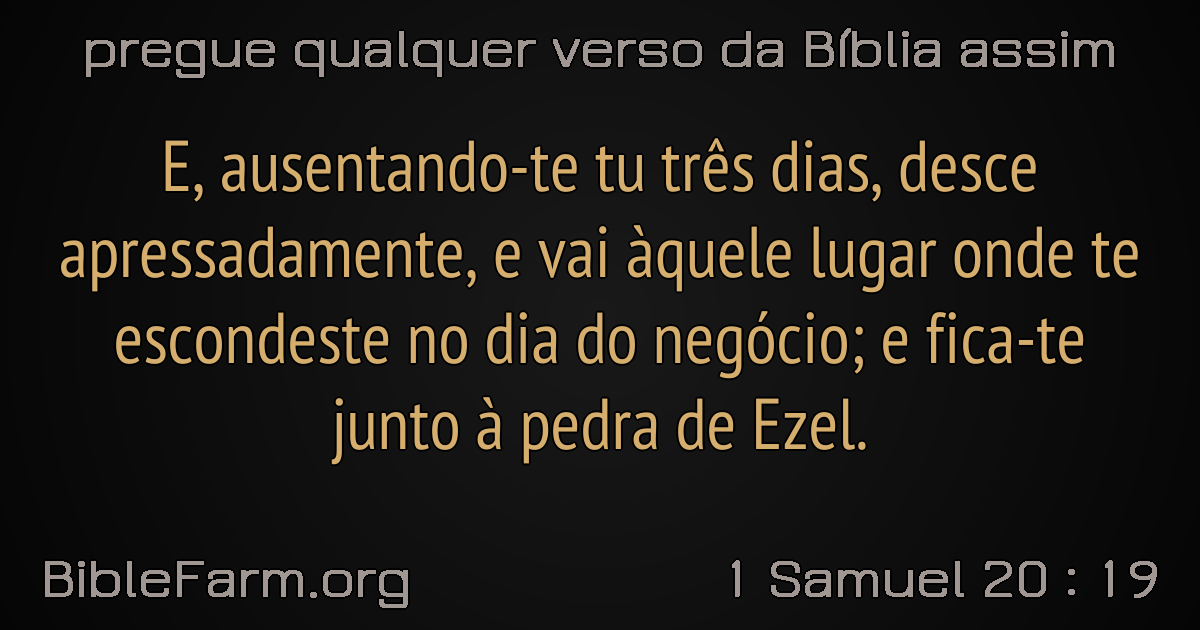 pregue qualquer verso da Bíblia assim
E, ausentando-te tu três dias, desce
apressadamente, e vai àquele lugar onde te
escondeste no dia do negócio; e fica-te
junto à pedra de Ezel.
BibleFarm.org
1 Samuel 20 : 19